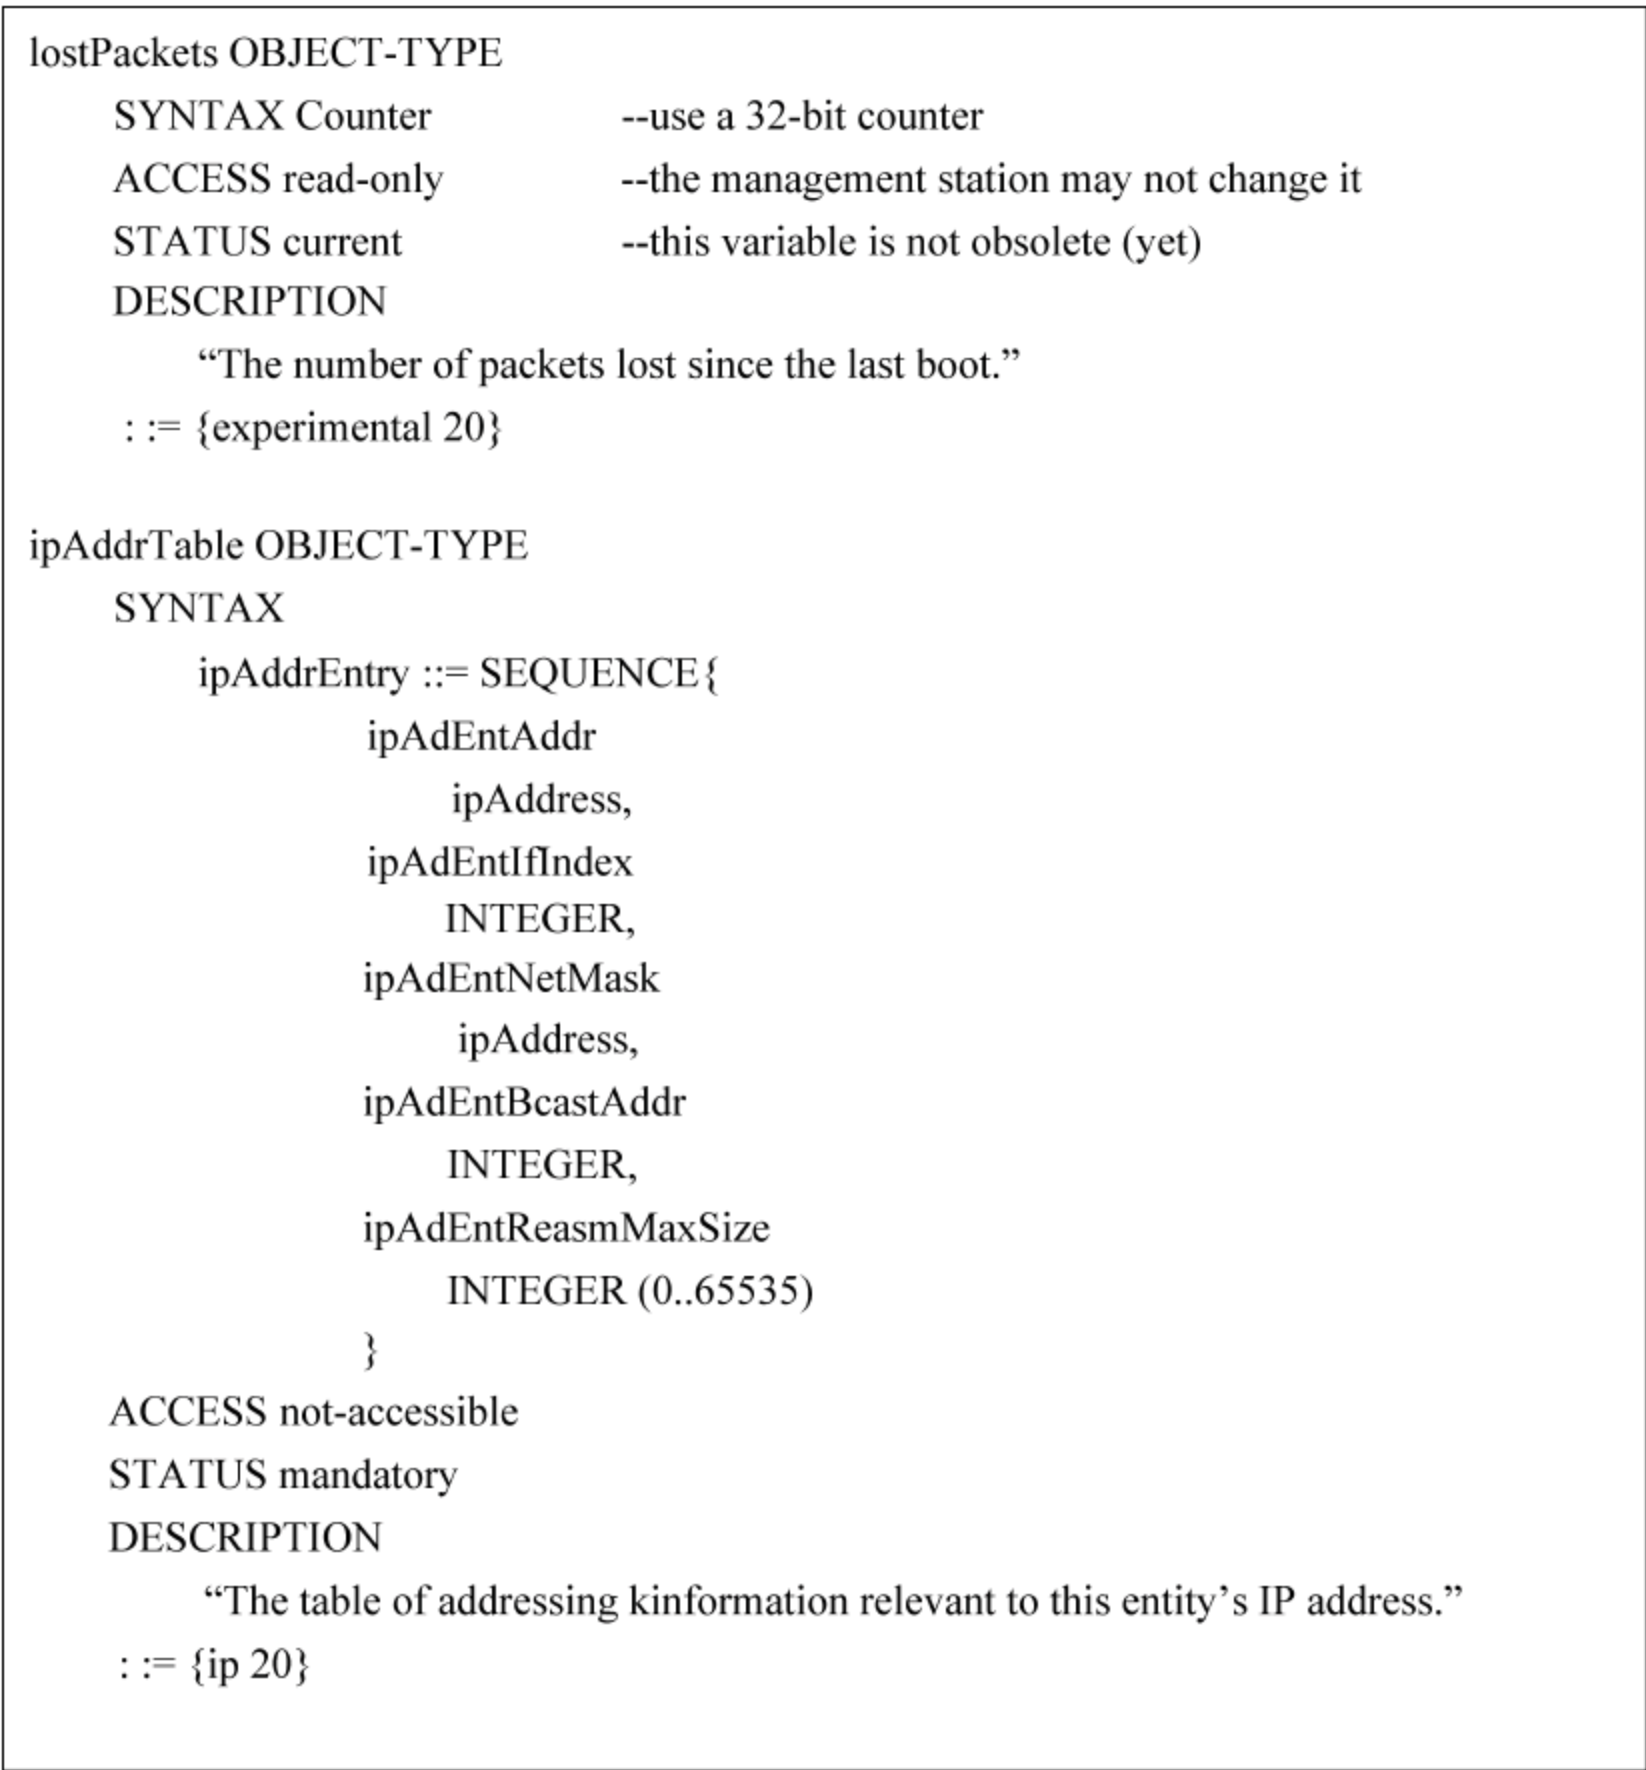 lostPackets OBJECT-TYPE
SYNTAX Counter --use a 32-bit counter
ACCESS read-only --the management station may not change it
STATUS current --this variable is not obsolete (yet)
DESCRIPTION
“The number of packets lost since the last boot.”
: := {experimental 20}
ipAddrTable OBJECT-TYPE
SYNTAX
ipAddrEntry ::= SEQUENCE{
ipAdEntAddr
ipAddress,
ipAdEntIfIndex
INTEGER,
ipAdEntNetMask
ipAddress,
ipAdEntBcastAddr
INTEGER,
ipAdEntReasmMaxSize
INTEGER (0..65535)
}
ACCESS not-accessible
STATUS mandatory
DESCRIPTION
“The table of addressing kinformation relevant to this entity’s IP address.”
: := {ip 20}